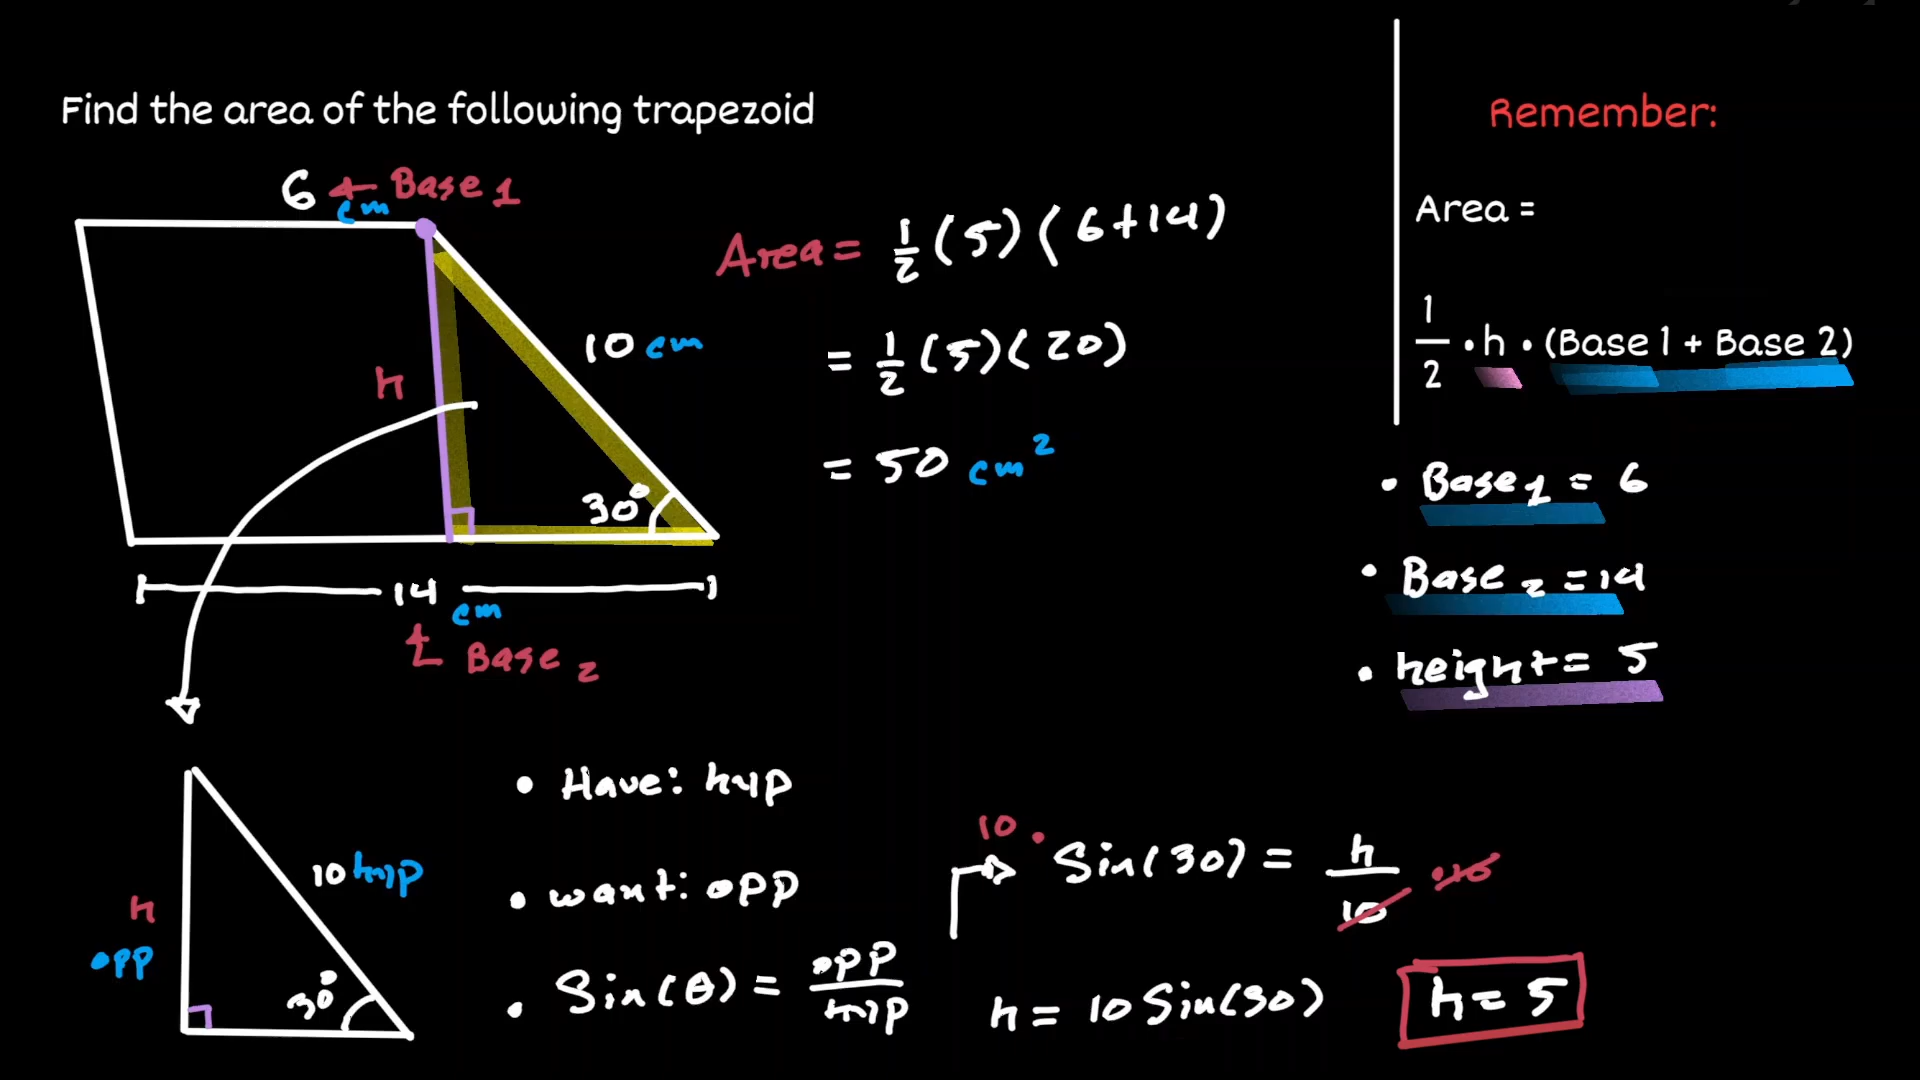 Find the area of the following trapezoid
6 cm ← Base 1
h
10 cm
30°
14 cm
Base 2
Area = 1/2 (5) (6+14)
= 1/2 (5)(20)
= 50 cm²
Remember:
Area =
1/2 • h • (Base 1 + Base 2)
• Base 1 = 6
• Base 2 = 14
• height = 5
h
opp
10 hyp
30°
• Have: hyp
• want: opp
• Sin(θ) = opp/hyp
10 • Sin(30) = h/10 • 10
h = 10 Sin(30)
h = 5